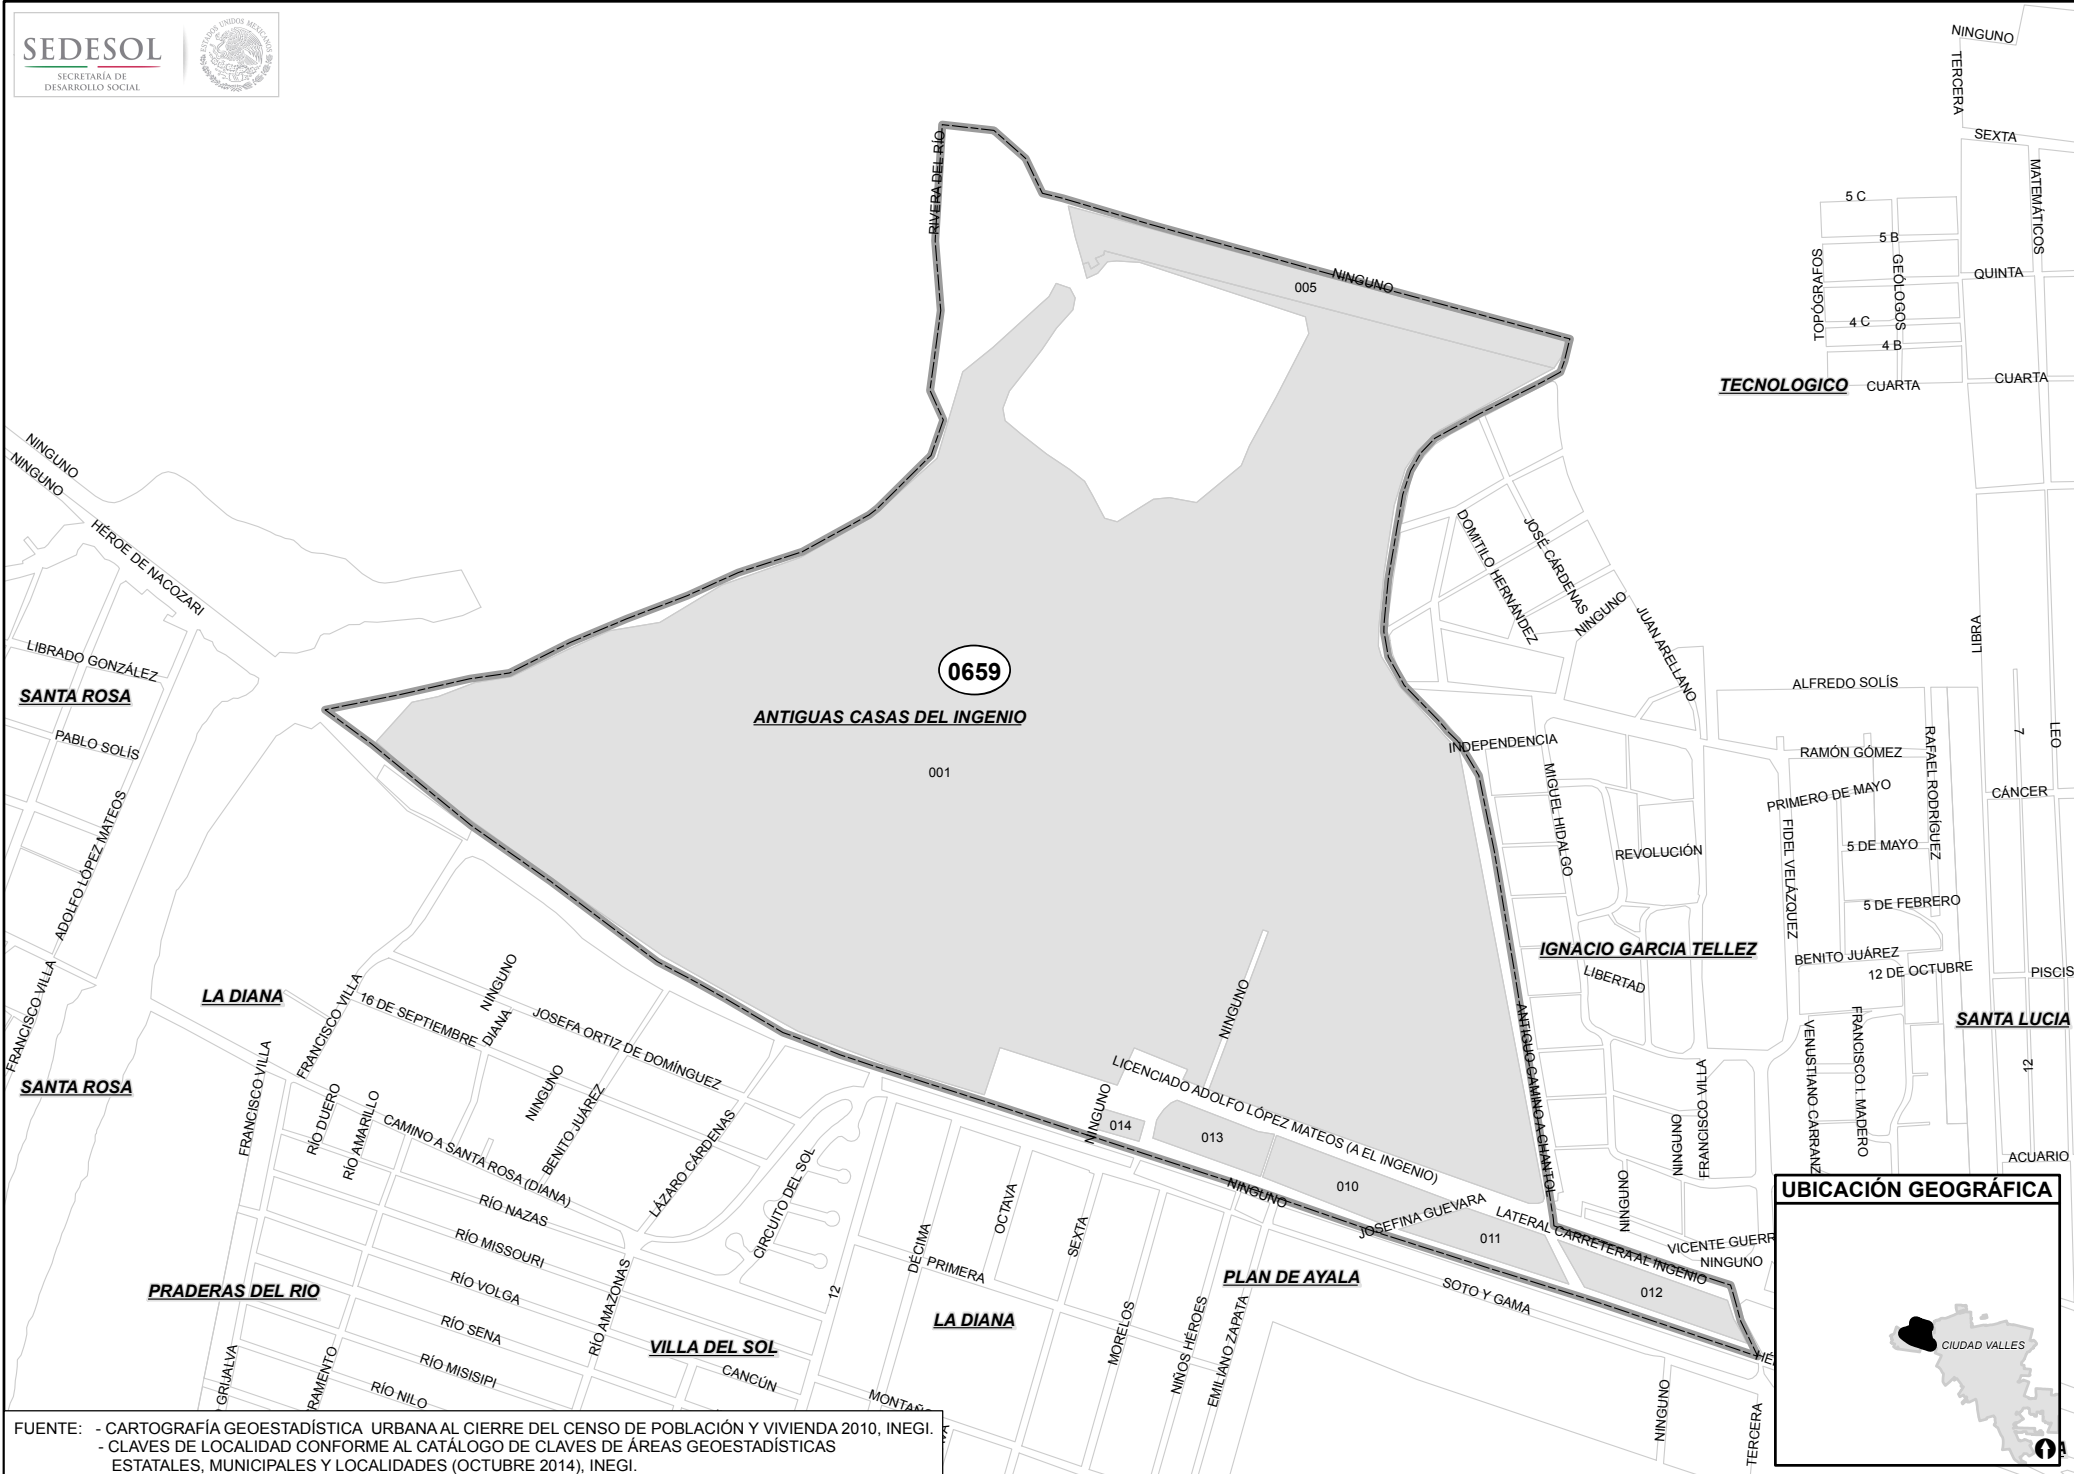 SEDESOL
SECRETARÍA DE
DESARROLLO SOCIAL
ESTADOS UNIDOS MEXICANOS
NINGUNO
TERCERA
SEXTA
MATEMÁTICOS
RIVERA DEL RÍO
5 C
5 B
GEÓLOGOS
TOPÓGRAFOS
QUINTA
NINGUNO
005
4 C
4 B
TECNOLOGICO
CUARTA
CUARTA
NINGUNO
NINGUNO
HÉROE DE NACOZARI
DOMITILO HERNÁNDEZ
JOSÉ CÁRDENAS
NINGUNO
JUAN ARELLANO
LIBRA
LIBRADO GONZÁLEZ
SANTA ROSA
0659
ANTIGUAS CASAS DEL INGENIO
001
ALFREDO SOLÍS
PABLO SOLÍS
INDEPENDENCIA
RAMÓN GÓMEZ
RAFAEL RODRÍGUEZ
7
LEO
MIGUEL HIDALGO
PRIMERO DE MAYO
CÁNCER
ADOLFO LÓPEZ MATEOS
REVOLUCIÓN
FIDEL VELÁZQUEZ
5 DE MAYO
5 DE FEBRERO
IGNACIO GARCIA TELLEZ
BENITO JUÁREZ
12 DE OCTUBRE
PISCIS
LIBERTAD
FRANCISCO VILLA
LA DIANA
FRANCISCO VILLA
16 DE SEPTIEMBRE
NINGUNO
DIANA
JOSEFA ORTIZ DE DOMÍNGUEZ
NINGUNO
ANTIGUO CAMINO A CHANTOL
SANTA LUCIA
VENUSTIANO CARRANZ
FRANCISCO I. MADERO
12
SANTA ROSA
FRANCISCO VILLA
RÍO DUERO
RÍO AMARILLO
NINGUNO
BENITO JUÁREZ
CAMINO A SANTA ROSA (DIANA)
LÁZARO CÁRDENAS
CIRCUITO DEL SOL
LICENCIADO ADOLFO LÓPEZ MATEOS (A EL INGENIO)
NINGUNO
014
013
010
NINGUNO
JOSEFINA GUEVARA
011
LATERAL CARRETERA AL INGENIO
012
NINGUNO
NINGUNO
FRANCISCO VILLA
ACUARIO
VICENTE GUERR
NINGUNO
RÍO NAZAS
RÍO MISSOURI
RÍO VOLGA
RÍO SENA
RÍO MISISIPI
RÍO NILO
RÍO AMAZONAS
PRADERAS DEL RIO
VILLA DEL SOL
CANCÚN
12
DÉCIMA
OCTAVA
SEXTA
PRIMERA
LA DIANA
MORELOS
NIÑOS HÉROES
EMILIANO ZAPATA
PLAN DE AYALA
SOTO Y GAMA
NINGUNO
TERCERA
HÉ
GRIJALVA
RAMENTO
MONTAÑ
UBICACIÓN GEOGRÁFICA
CIUDAD VALLES
FUENTE: - CARTOGRAFÍA GEOESTADÍSTICA URBANA AL CIERRE DEL CENSO DE POBLACIÓN Y VIVIENDA 2010, INEGI.
- CLAVES DE LOCALIDAD CONFORME AL CATÁLOGO DE CLAVES DE ÁREAS GEOESTADÍSTICAS
ESTATALES, MUNICIPALES Y LOCALIDADES (OCTUBRE 2014), INEGI.